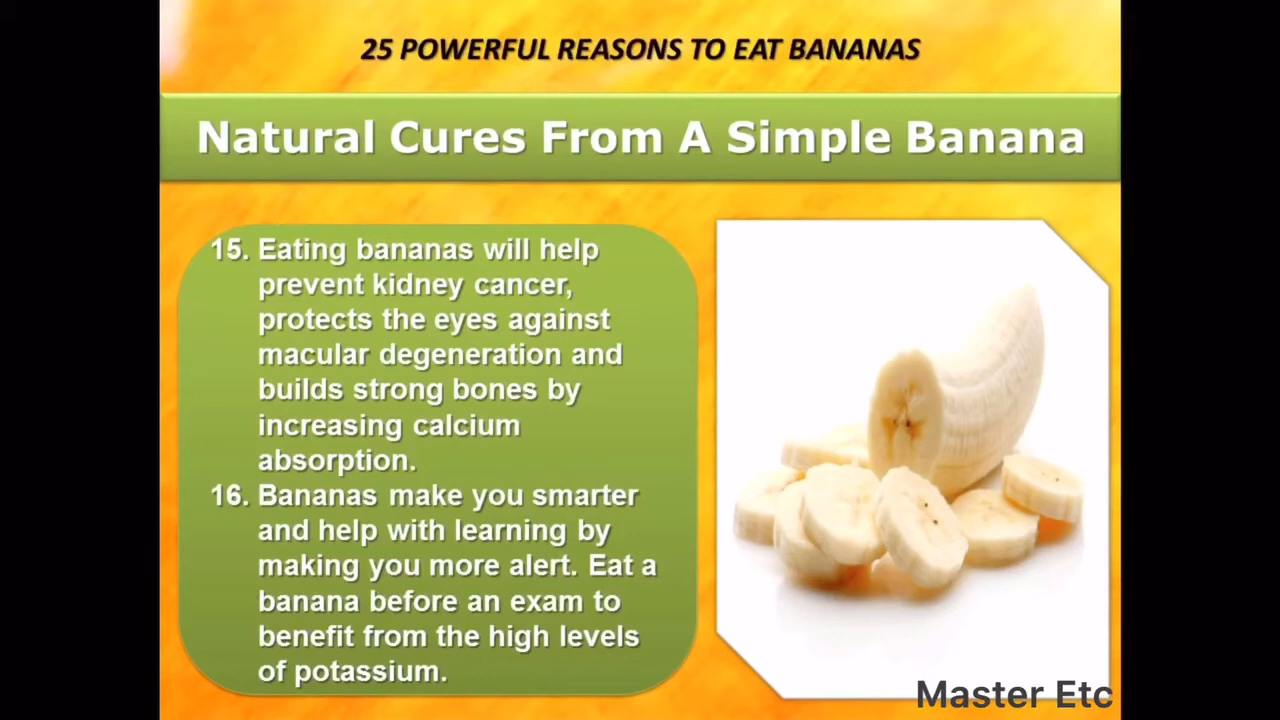 25 POWERFUL REASONS TO EAT BANANAS
Natural Cures From A Simple Banana
15. Eating bananas will help
prevent kidney cancer,
protects the eyes against
macular degeneration and
builds strong bones by
increasing calcium
absorption.
16. Bananas make you smarter
and help with learning by
making you more alert. Eat a
banana before an exam to
benefit from the high levels
of potassium.
Master Etc